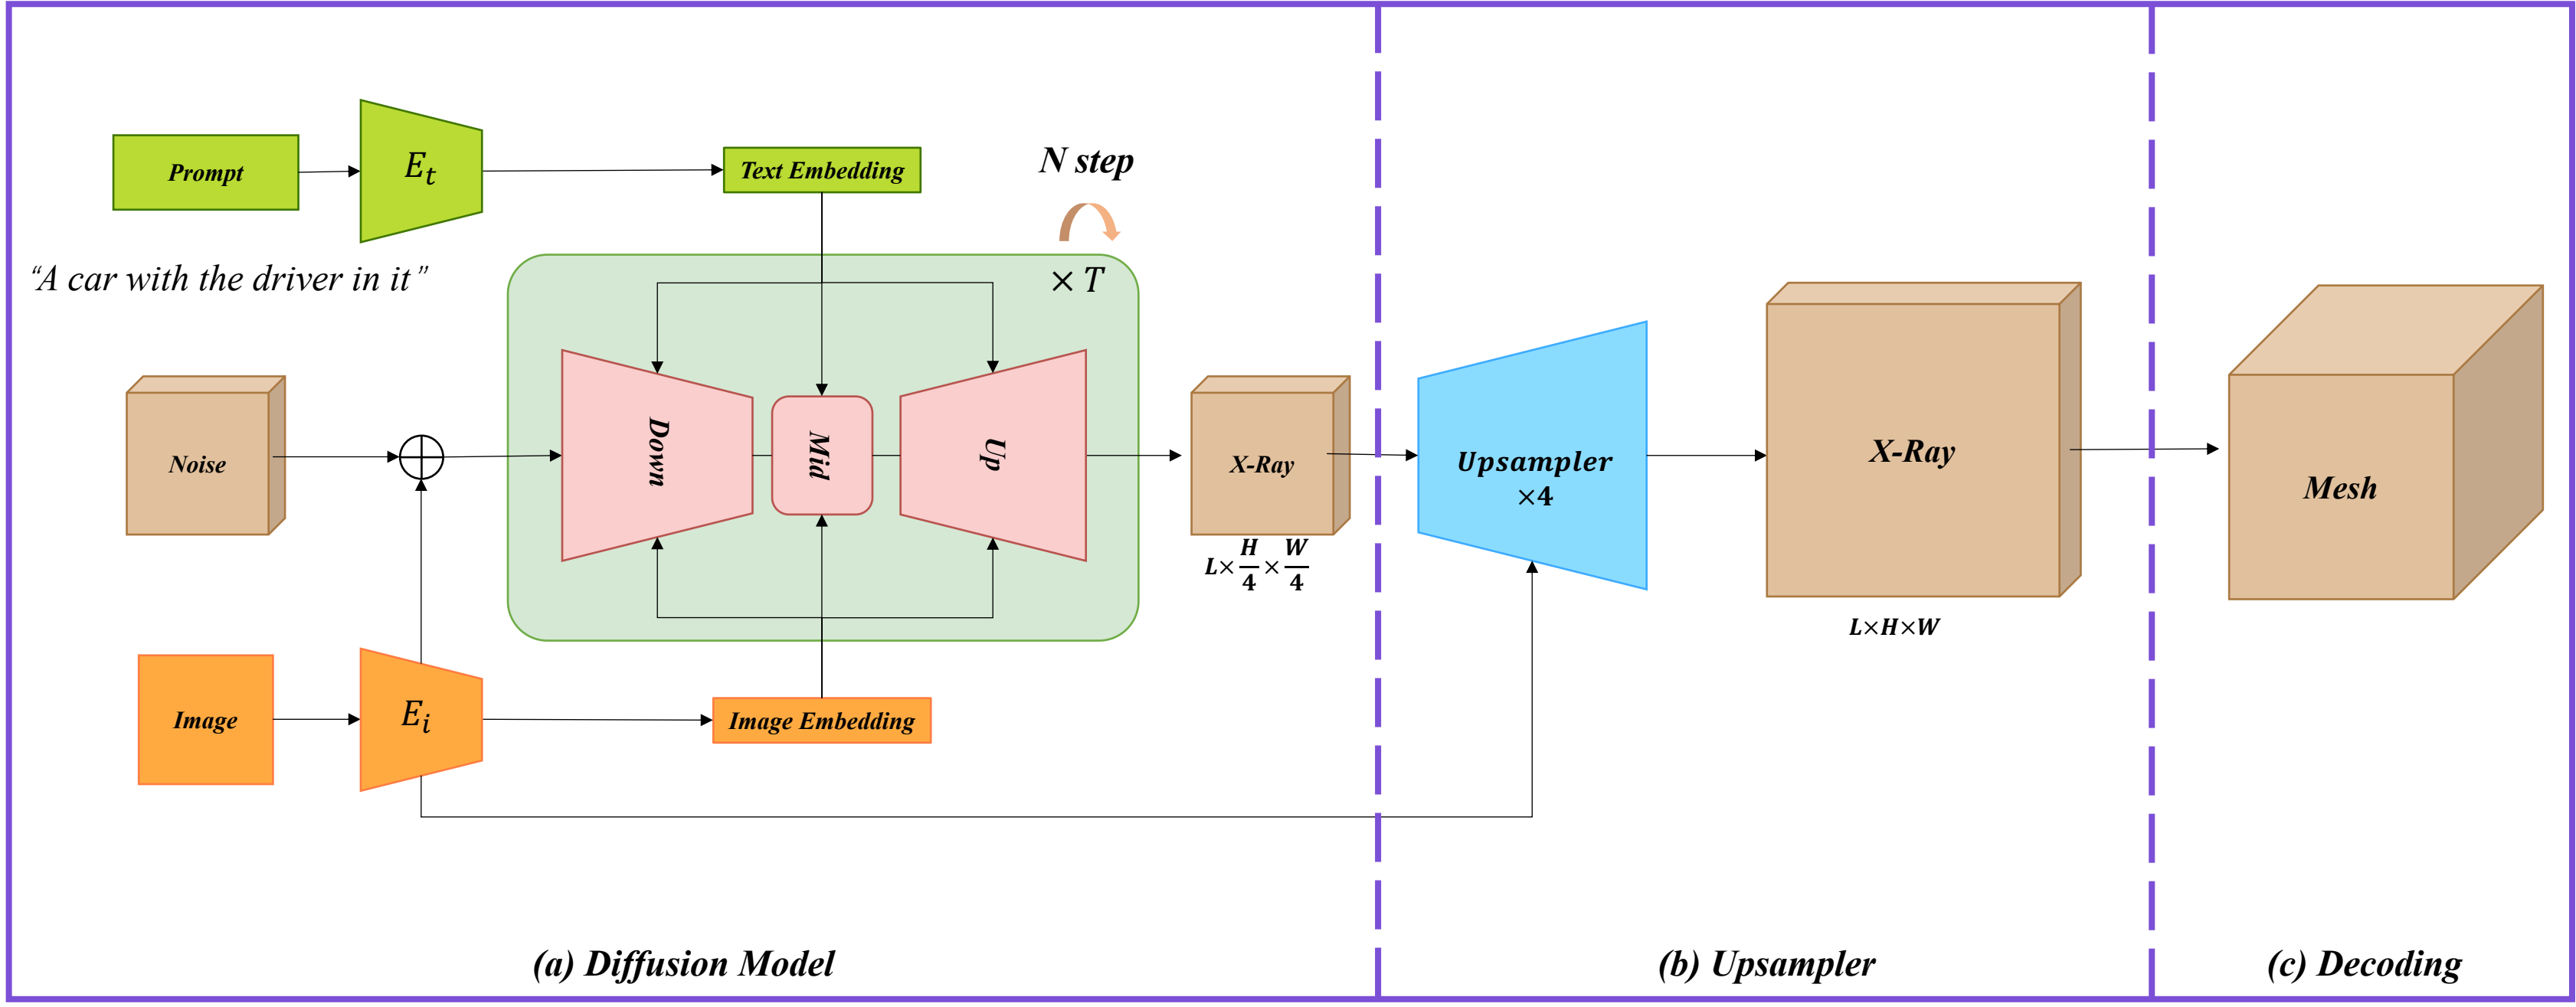 Prompt
E_t
Text Embedding
N step
"A car with the driver in it"
× T
Noise
Down
Mid
Up
X-Ray
L×H/4×W/4
Upsampler
×4
X-Ray
L×H×W
Mesh
Image
E_i
Image Embedding
(a) Diffusion Model
(b) Upsampler
(c) Decoding